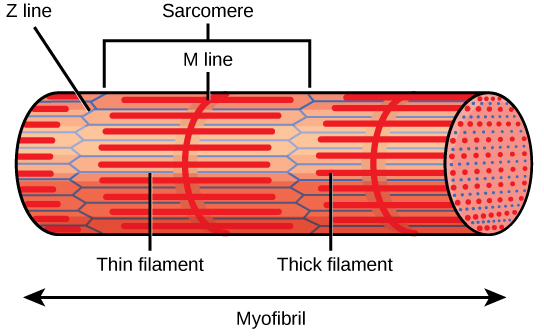 Z line
Sarcomere
M line
Thin filament
Thick filament
Myofibril